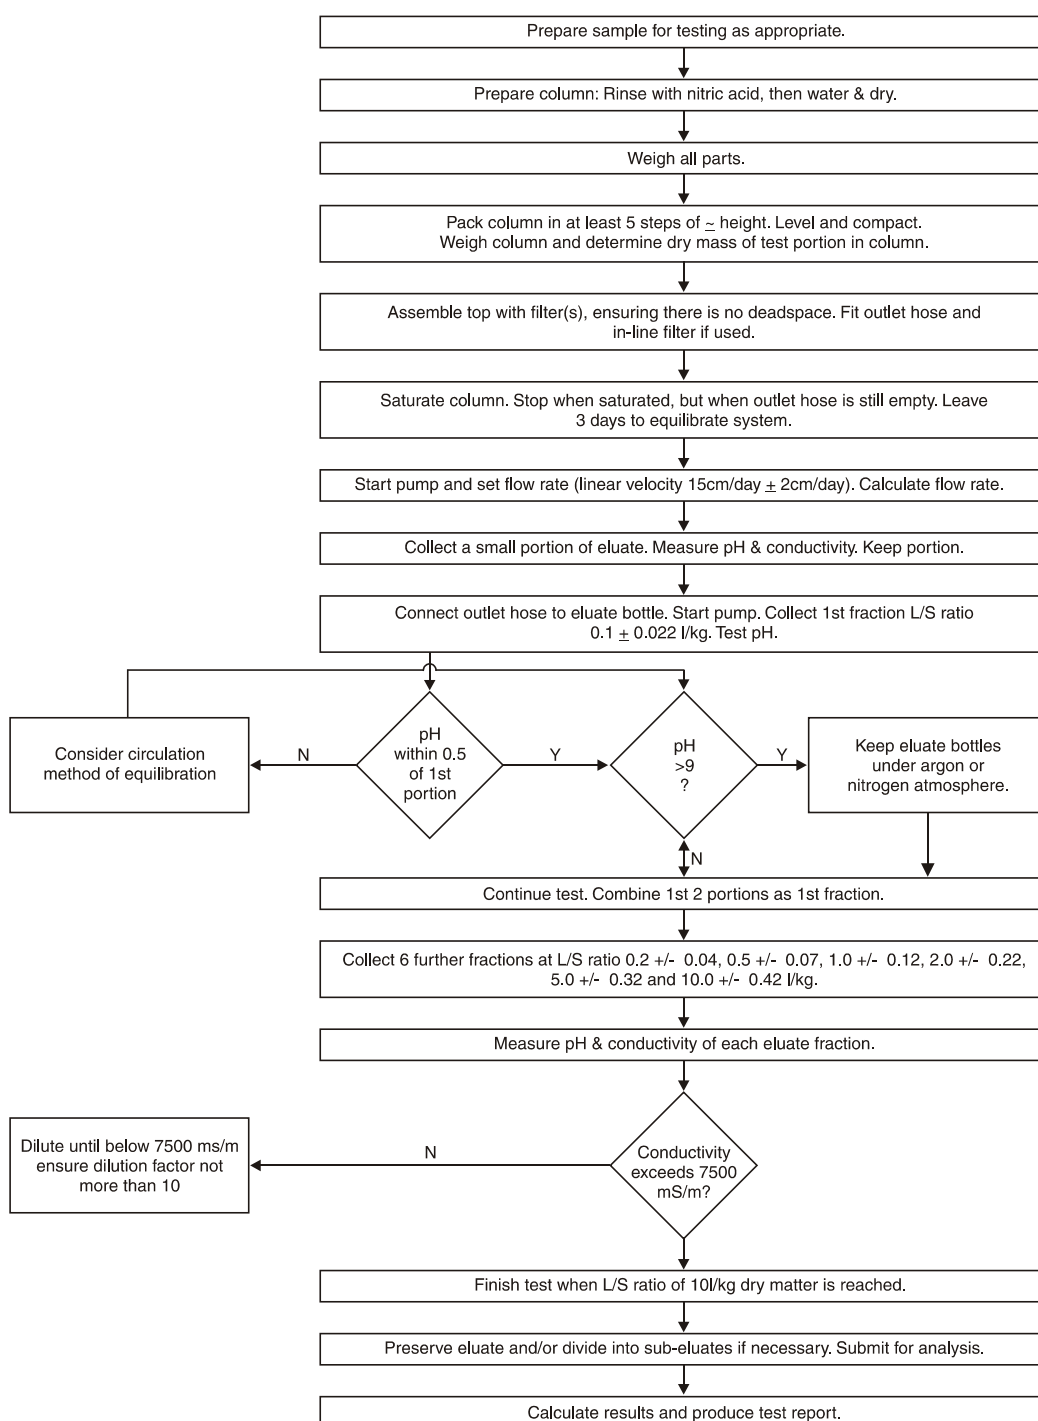 Prepare sample for testing as appropriate.
Prepare column: Rinse with nitric acid, then water & dry.
Weigh all parts.
Pack column in at least 5 steps of ~ height. Level and compact.
Weigh column and determine dry mass of test portion in column.
Assemble top with filter(s), ensuring there is no deadspace. Fit outlet hose and
in-line filter if used.
Saturate column. Stop when saturated, but when outlet hose is still empty. Leave
3 days to equilibrate system.
Start pump and set flow rate (linear velocity 15cm/day ± 2cm/day). Calculate flow rate.
Collect a small portion of eluate. Measure pH & conductivity. Keep portion.
Connect outlet hose to eluate bottle. Start pump. Collect 1st fraction L/S ratio
0.1 ± 0.022 l/kg. Test pH.
Consider circulation
method of equilibration
N
pH
within 0.5
of 1st
portion
Y
pH
>9
?
Y
Keep eluate bottles
under argon or
nitrogen atmosphere.
N
Continue test. Combine 1st 2 portions as 1st fraction.
Collect 6 further fractions at L/S ratio 0.2 +/- 0.04, 0.5 +/- 0.07, 1.0 +/- 0.12, 2.0 +/- 0.22,
5.0 +/- 0.32 and 10.0 +/- 0.42 l/kg.
Measure pH & conductivity of each eluate fraction.
Dilute until below 7500 ms/m
ensure dilution factor not
more than 10
N
Conductivity
exceeds 7500
mS/m?
Finish test when L/S ratio of 10l/kg dry matter is reached.
Preserve eluate and/or divide into sub-eluates if necessary. Submit for analysis.
Calculate results and produce test report.